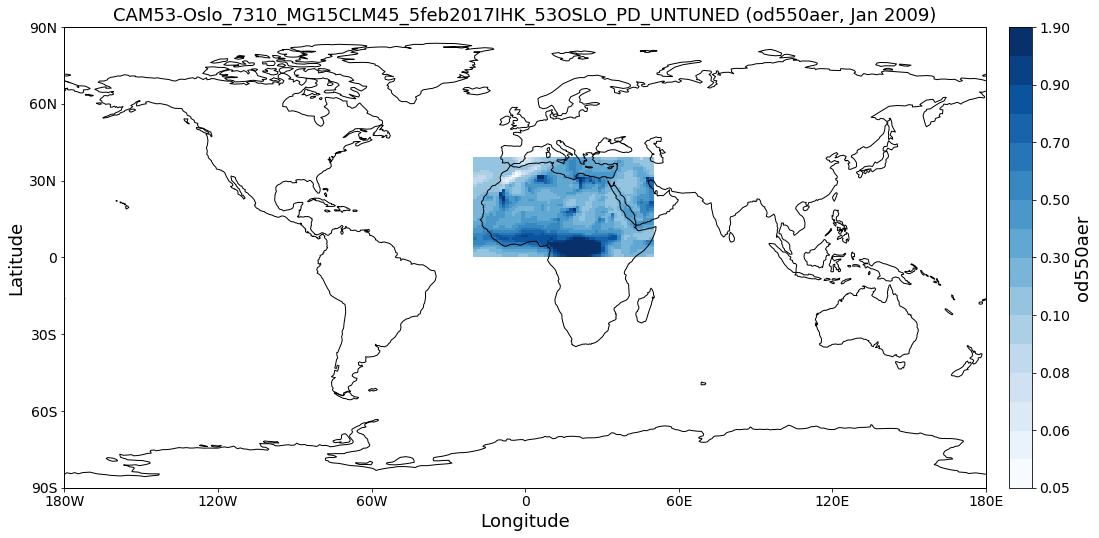 CAM53-Oslo_7310_MG15CLM45_5feb2017IHK_53OSLO_PD_UNTUNED (od550aer, Jan 2009)
90N
60N
30N
0
30S
60S
90S
Latitude
180W
120W
60W
0
60E
120E
180E
Longitude
1.90
0.90
0.70
0.50
0.30
0.10
0.10
0.08
0.06
0.05
od550aer